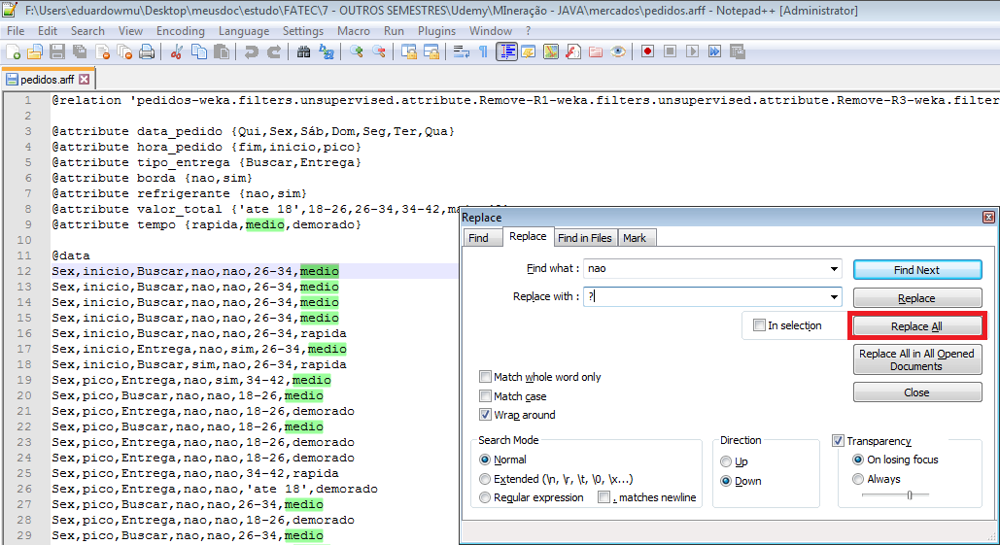 F:\Users\eduardowmu\Desktop\meusdoc\estudo\FATEC\7 - OUTROS SEMESTRES\Udemy\MIneração - JAVA\mercados\pedidos.arff - Notepad++ [Administrator]
File Edit Search View Encoding Language Settings Macro Run Plugins Window ?
pedidos.arff
1 @relation 'pedidos-weka.filters.unsupervised.attribute.Remove-R1-weka.filters.unsupervised.attribute.Remove-R3-weka.filter
2
3 @attribute data_pedido {Qui,Sex,Sáb,Dom,Seg,Ter,Qua}
4 @attribute hora_pedido {fim,inicio,pico}
5 @attribute tipo_entrega {Buscar,Entrega}
6 @attribute borda {nao,sim}
7 @attribute refrigerante {nao,sim}
8 @attribute valor_total {'ate 18',18-26,26-34,34-42,
9 @attribute tempo {rapida,medio,demorado}
10
11 @data
12 Sex,inicio,Buscar,nao,nao,26-34,medio
13 Sex,inicio,Buscar,nao,nao,26-34,medio
14 Sex,inicio,Buscar,nao,nao,26-34,medio
15 Sex,inicio,Buscar,nao,nao,26-34,medio
16 Sex,inicio,Buscar,nao,nao,26-34,rapida
17 Sex,inicio,Entrega,nao,sim,26-34,medio
18 Sex,inicio,Buscar,sim,nao,26-34,rapida
19 Sex,pico,Entrega,nao,sim,34-42,medio
20 Sex,pico,Buscar,nao,nao,18-26,medio
21 Sex,pico,Entrega,nao,nao,18-26,demorado
22 Sex,pico,Buscar,nao,nao,18-26,medio
23 Sex,pico,Entrega,nao,nao,18-26,demorado
24 Sex,pico,Entrega,nao,nao,18-26,demorado
25 Sex,pico,Entrega,nao,nao,34-42,rapida
26 Sex,pico,Entrega,nao,nao,'ate 18',demorado
27 Sex,pico,Buscar,nao,nao,26-34,medio
28 Sex,pico,Entrega,nao,nao,18-26,demorado
29 Sex,pico,Buscar,nao,nao,26-34,medio
Replace
Find Replace Find in Files Mark
Find what : nao
Find Next
Replace with : ?
Replace
In selection
Replace All
Replace All in All Opened
Documents
Close
Match whole word only
Match case
Wrap around
Search Mode
Normal
Extended (\n, \r, \t, \0, \x...)
Regular expression
. matches newline
Direction
Up
Down
Transparency
On losing focus
Always